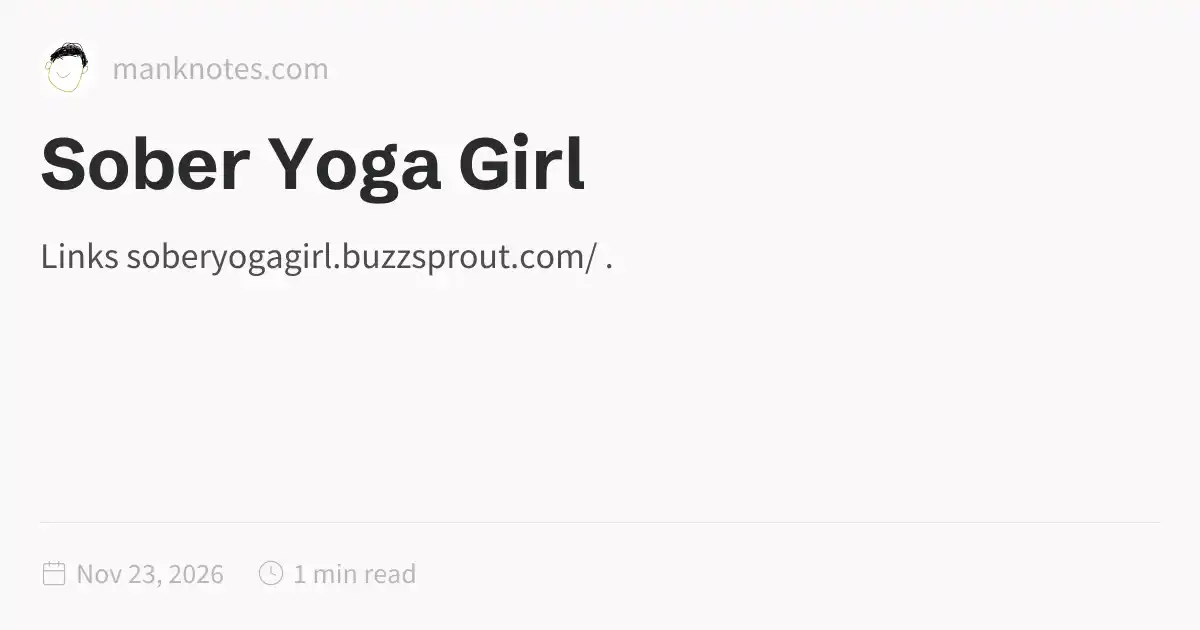 manknotes.com
Sober Yoga Girl
Links soberyogagirl.buzzsprout.com/ .
Nov 23, 2026 1 min read